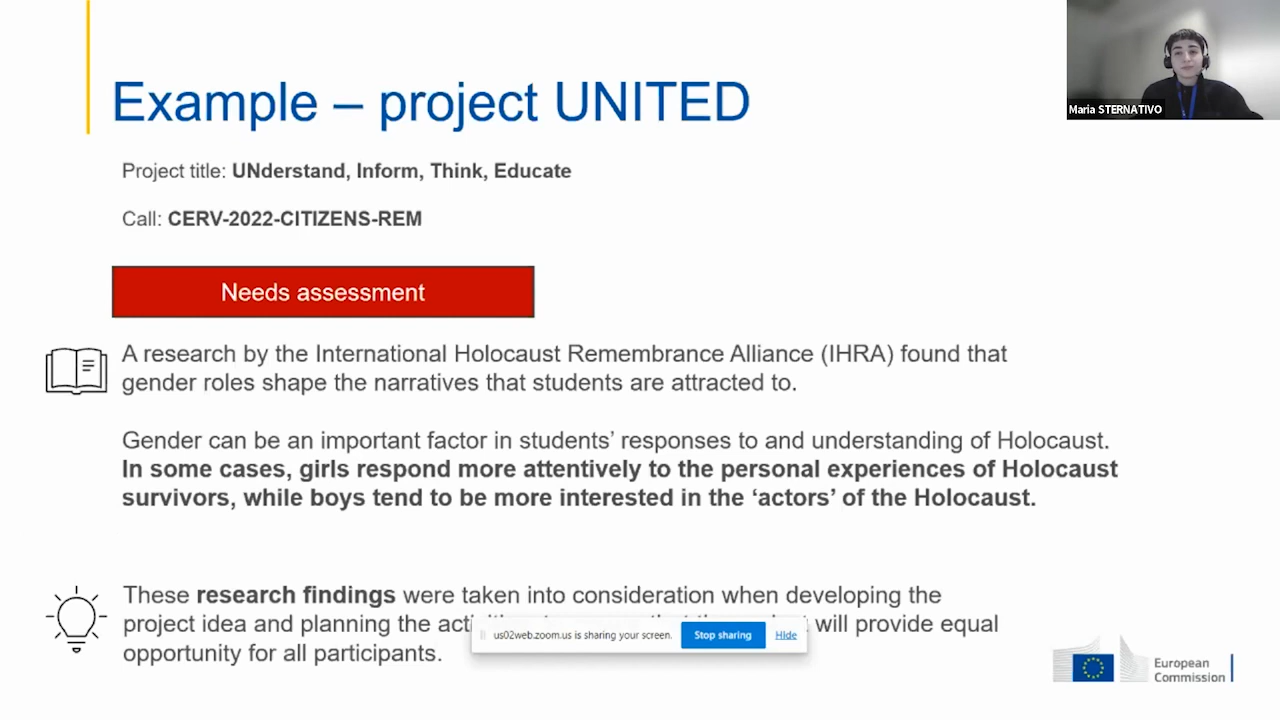 Maria STERNATIVO
Example – project UNITED
Project title: UNderstand, Inform, Think, Educate
Call: CERV-2022-CITIZENS-REM
Needs assessment
A research by the International Holocaust Remembrance Alliance (IHRA) found that
gender roles shape the narratives that students are attracted to.
Gender can be an important factor in students’ responses to and understanding of Holocaust.
In some cases, girls respond more attentively to the personal experiences of Holocaust
survivors, while boys tend to be more interested in the ‘actors’ of the Holocaust.
These research findings were taken into consideration when developing the
project idea and planning the will provide equal
opportunity for all participants.
us02web.zoom.us is sharing your screen. Stop sharing Hide
European
Commission